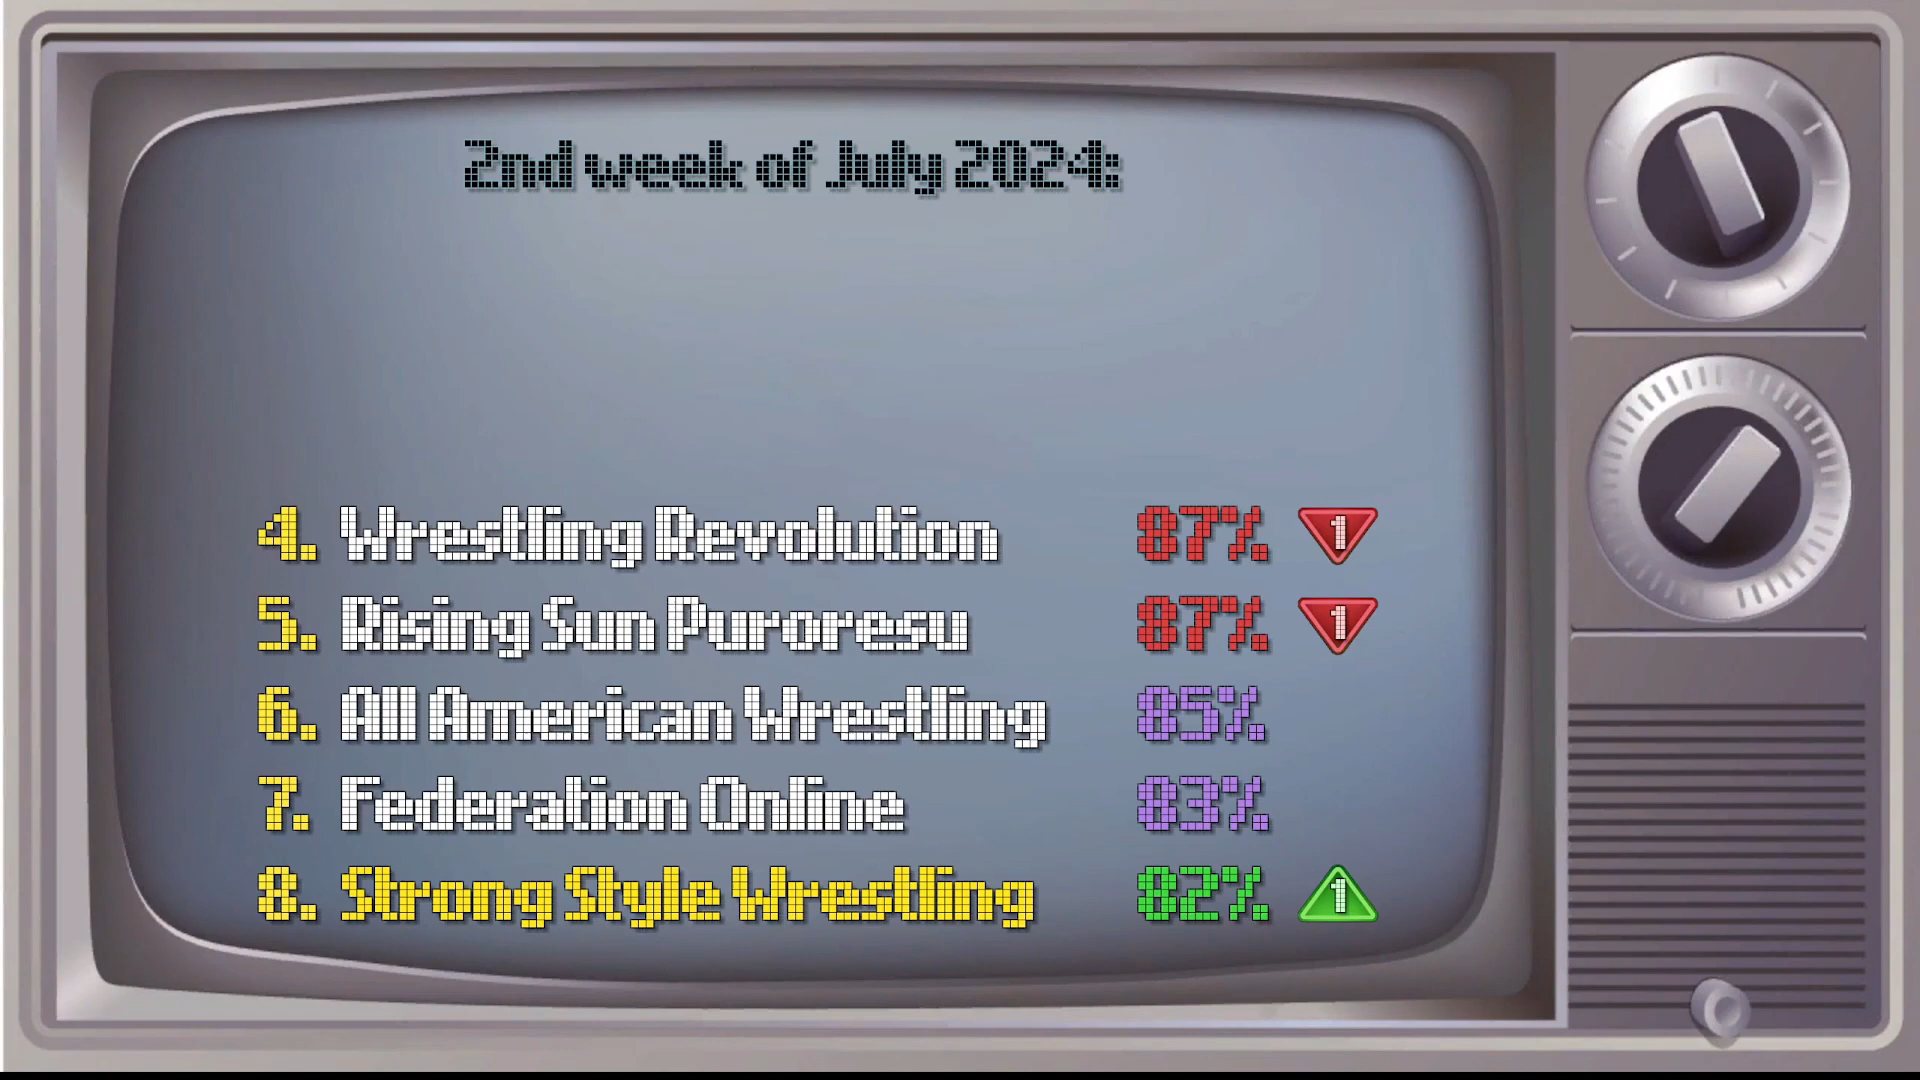 2nd week of July 2024:
4. Wrestling Revolution 87% 1
5. Rising Sun Puroresu 87% 1
6. All American Wrestling 85%
7. Federation Online 83%
8. Strong Style Wrestling 82% 1